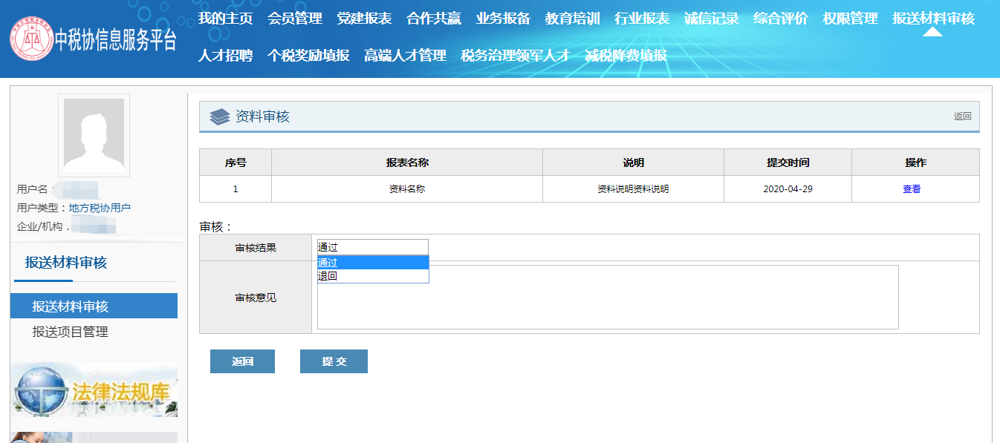 我的主页 会员管理 党建报表 合作共赢 业务报备 教育培训 行业报表 诚信记录 综合评价 权限管理 报送材料审核
中税协信息服务平台
人才招聘 个税奖励填报 高端人才管理 税务治理领军人才 减税降费填报
资料审核 返回
序号 报表名称 说明 提交时间 操作
1 资料名称 资料说明资料说明 2020-04-29 查看
用户名：
用户类型：地方税协用户
企业/机构
审核：
审核结果 通过
通过
退回
审核意见
报送材料审核
报送材料审核
报送项目管理
返回 提 交
法律法规库